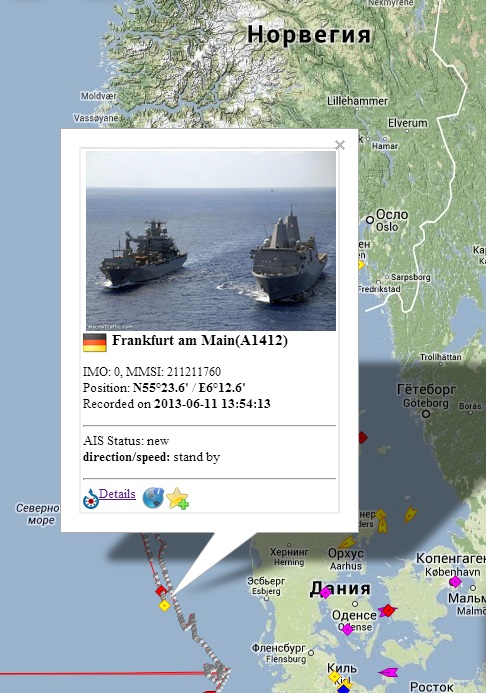 Nekmyrene
Норвегия
Moldvær
Vassøyane
Lillehammer
Elverum
Hamar
×
Осло
Oslo
Sarpsborg
Fredrikstad
MarineTraffic.com
Frankfurt am Main(A1412)
IMO: 0, MMSI: 211211760
Position: N55°23.6' / E6°12.6'
Recorded on 2013-06-11 13:54:13
AIS Status: new
direction/speed: stand by
Details
Trollhättan
Гётеборг
Göteborg
Borås
Северно
море
Хернинг
Herning
Орхус
Aarhus
Эсбьерг
Esbjerg
Дания
Оденсе
Odense
Копенгаген
København
Мальм
Malmö
Фленсбург
Flensburg
Киль
Kiel
Росток